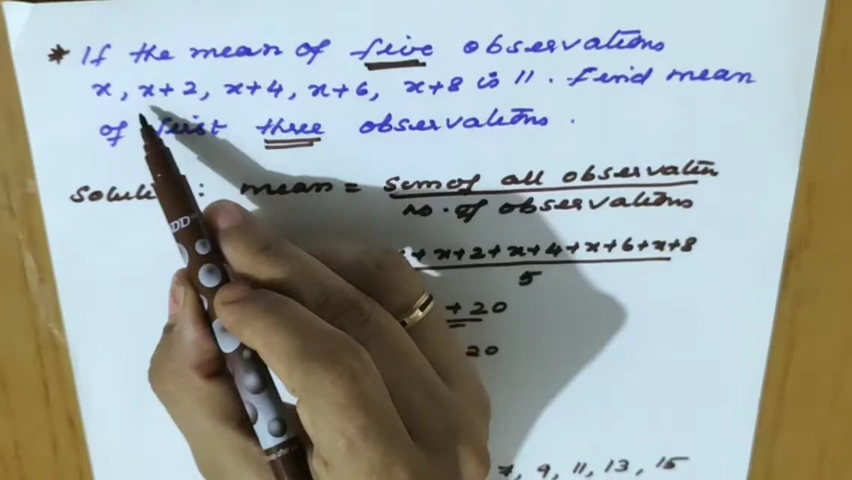 * If the mean of five observations
x, x+2, x+4, x+6, x+8 is 11. Find mean
of first three observations.
: mean = sum of all observation
no. of observations
+ x+2 + x+4 + x+6 + x+8
5
+ 20
20
7, 9, 11, 13, 15
DD